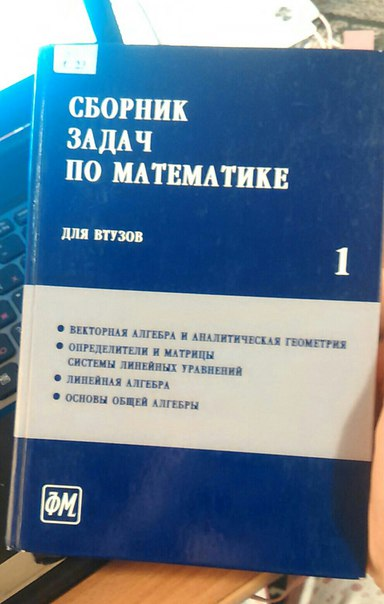 СБОРНИК
ЗАДАЧ
ПО МАТЕМАТИКЕ
ДЛЯ ВТУЗОВ
1
• ВЕКТОРНАЯ АЛГЕБРА И АНАЛИТИЧЕСКАЯ ГЕОМЕТРИЯ
• ОПРЕДЕЛИТЕЛИ И МАТРИЦЫ
СИСТЕМЫ ЛИНЕЙНЫХ УРАВНЕНИЙ
• ЛИНЕЙНАЯ АЛГЕБРА
• ОСНОВЫ ОБЩЕЙ АЛГЕБРЫ
ФМ